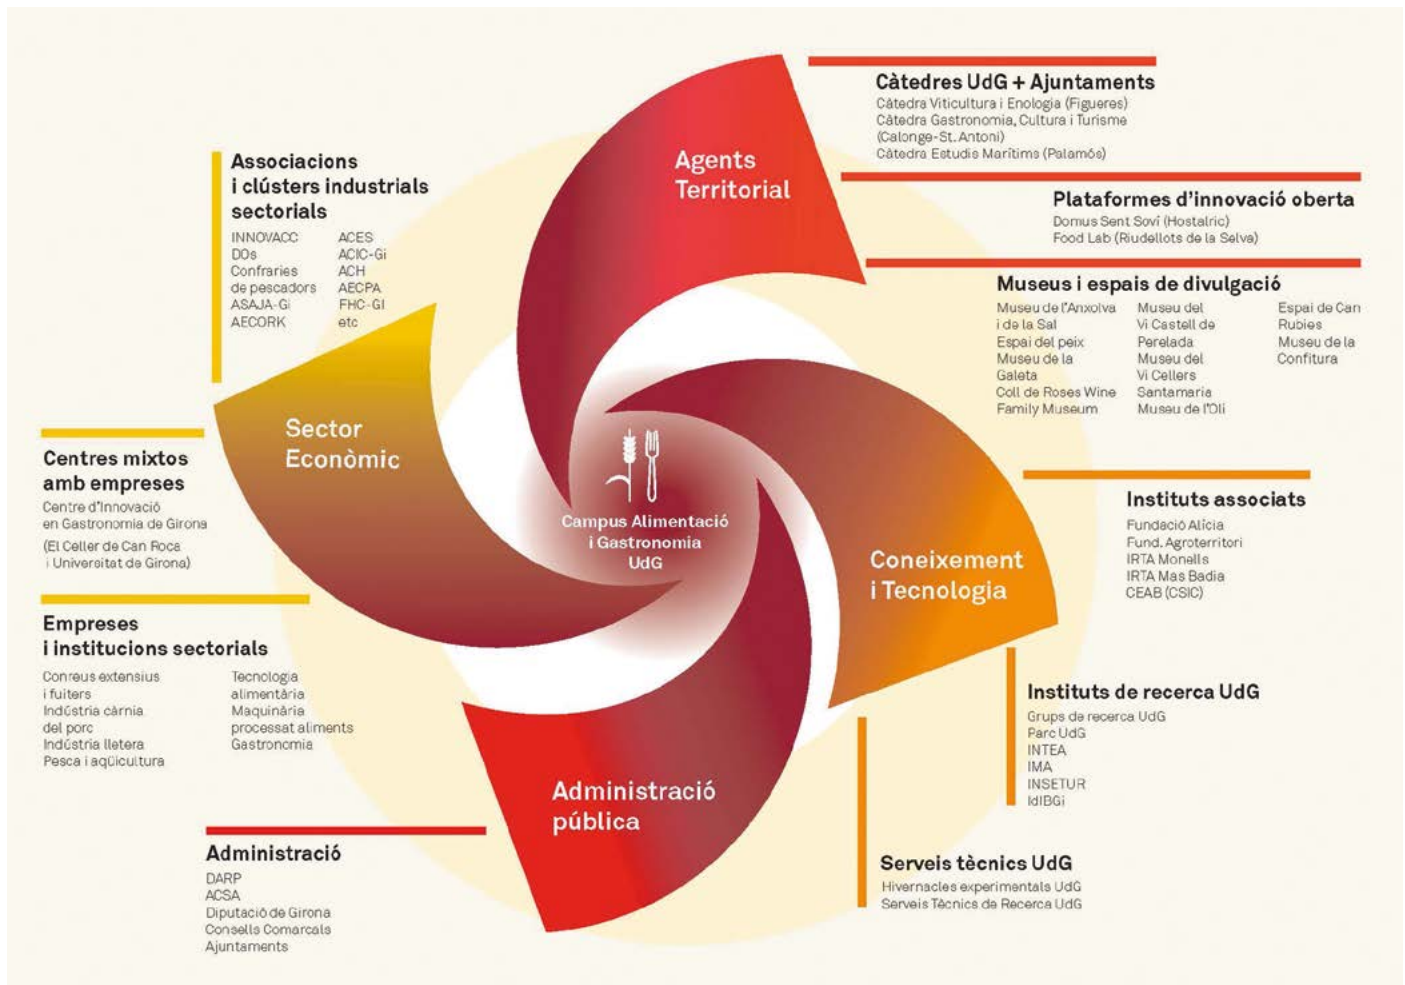 Càtedres UdG + Ajuntaments
Càtedra Viticultura i Enologia (Figueres)
Càtedra Gastronomia, Cultura i Turisme
(Calonge-St. Antoni)
Càtedra Estudis Marítims (Palamós)
Agents
Territorial
Plataformes d’innovació oberta
Domus Sent Soví (Hostalric)
Food Lab (Riudellots de la Selva)
Museus i espais de divulgació
Museu de l’Anxolva
i de la Sal
Espai del peix
Museu de la
Galeta
Coll de Roses Wine
Family Museum
Museu del
Vi Castell de
Perelada
Museu del
Vi Cellers
Santamaria
Museu de l’Oli
Espai de Can
Rubies
Museu de la
Confitura
Associacions
i clústers industrials
sectorials
INNOVACC
DOs
Confraries
de pescadors
ASAJA-Gi
AECORK
ACES
ACIC-Gi
ACH
AECPA
FHC-GI
etc
Sector
Econòmic
Centres mixtos
amb empreses
Centre d’Innovació
en Gastronomia de Girona
(El Celler de Can Roca
i Universitat de Girona)
Empreses
i institucions sectorials
Conreus extensius
i fuiters
Indústria càrnia
del porc
Indústria lletera
Pesca i aqüicultura
Tecnologia
alimentària
Maquinària
processat aliments
Gastronomia
Campus Alimentació
i Gastronomia
UdG
Coneixement
i Tecnologia
Instituts associats
Fundació Alícia
Fund. Agroterritori
IRTA Monells
IRTA Mas Badia
CEAB (CSIC)
Instituts de recerca UdG
Grups de recerca UdG
Parc UdG
INTEA
IMA
INSETUR
IdIBGi
Serveis tècnics UdG
Hivernacles experimentals UdG
Serveis Tècnics de Recerca UdG
Administració
pública
Administració
DARP
ACSA
Diputació de Girona
Consells Comarcals
Ajuntaments